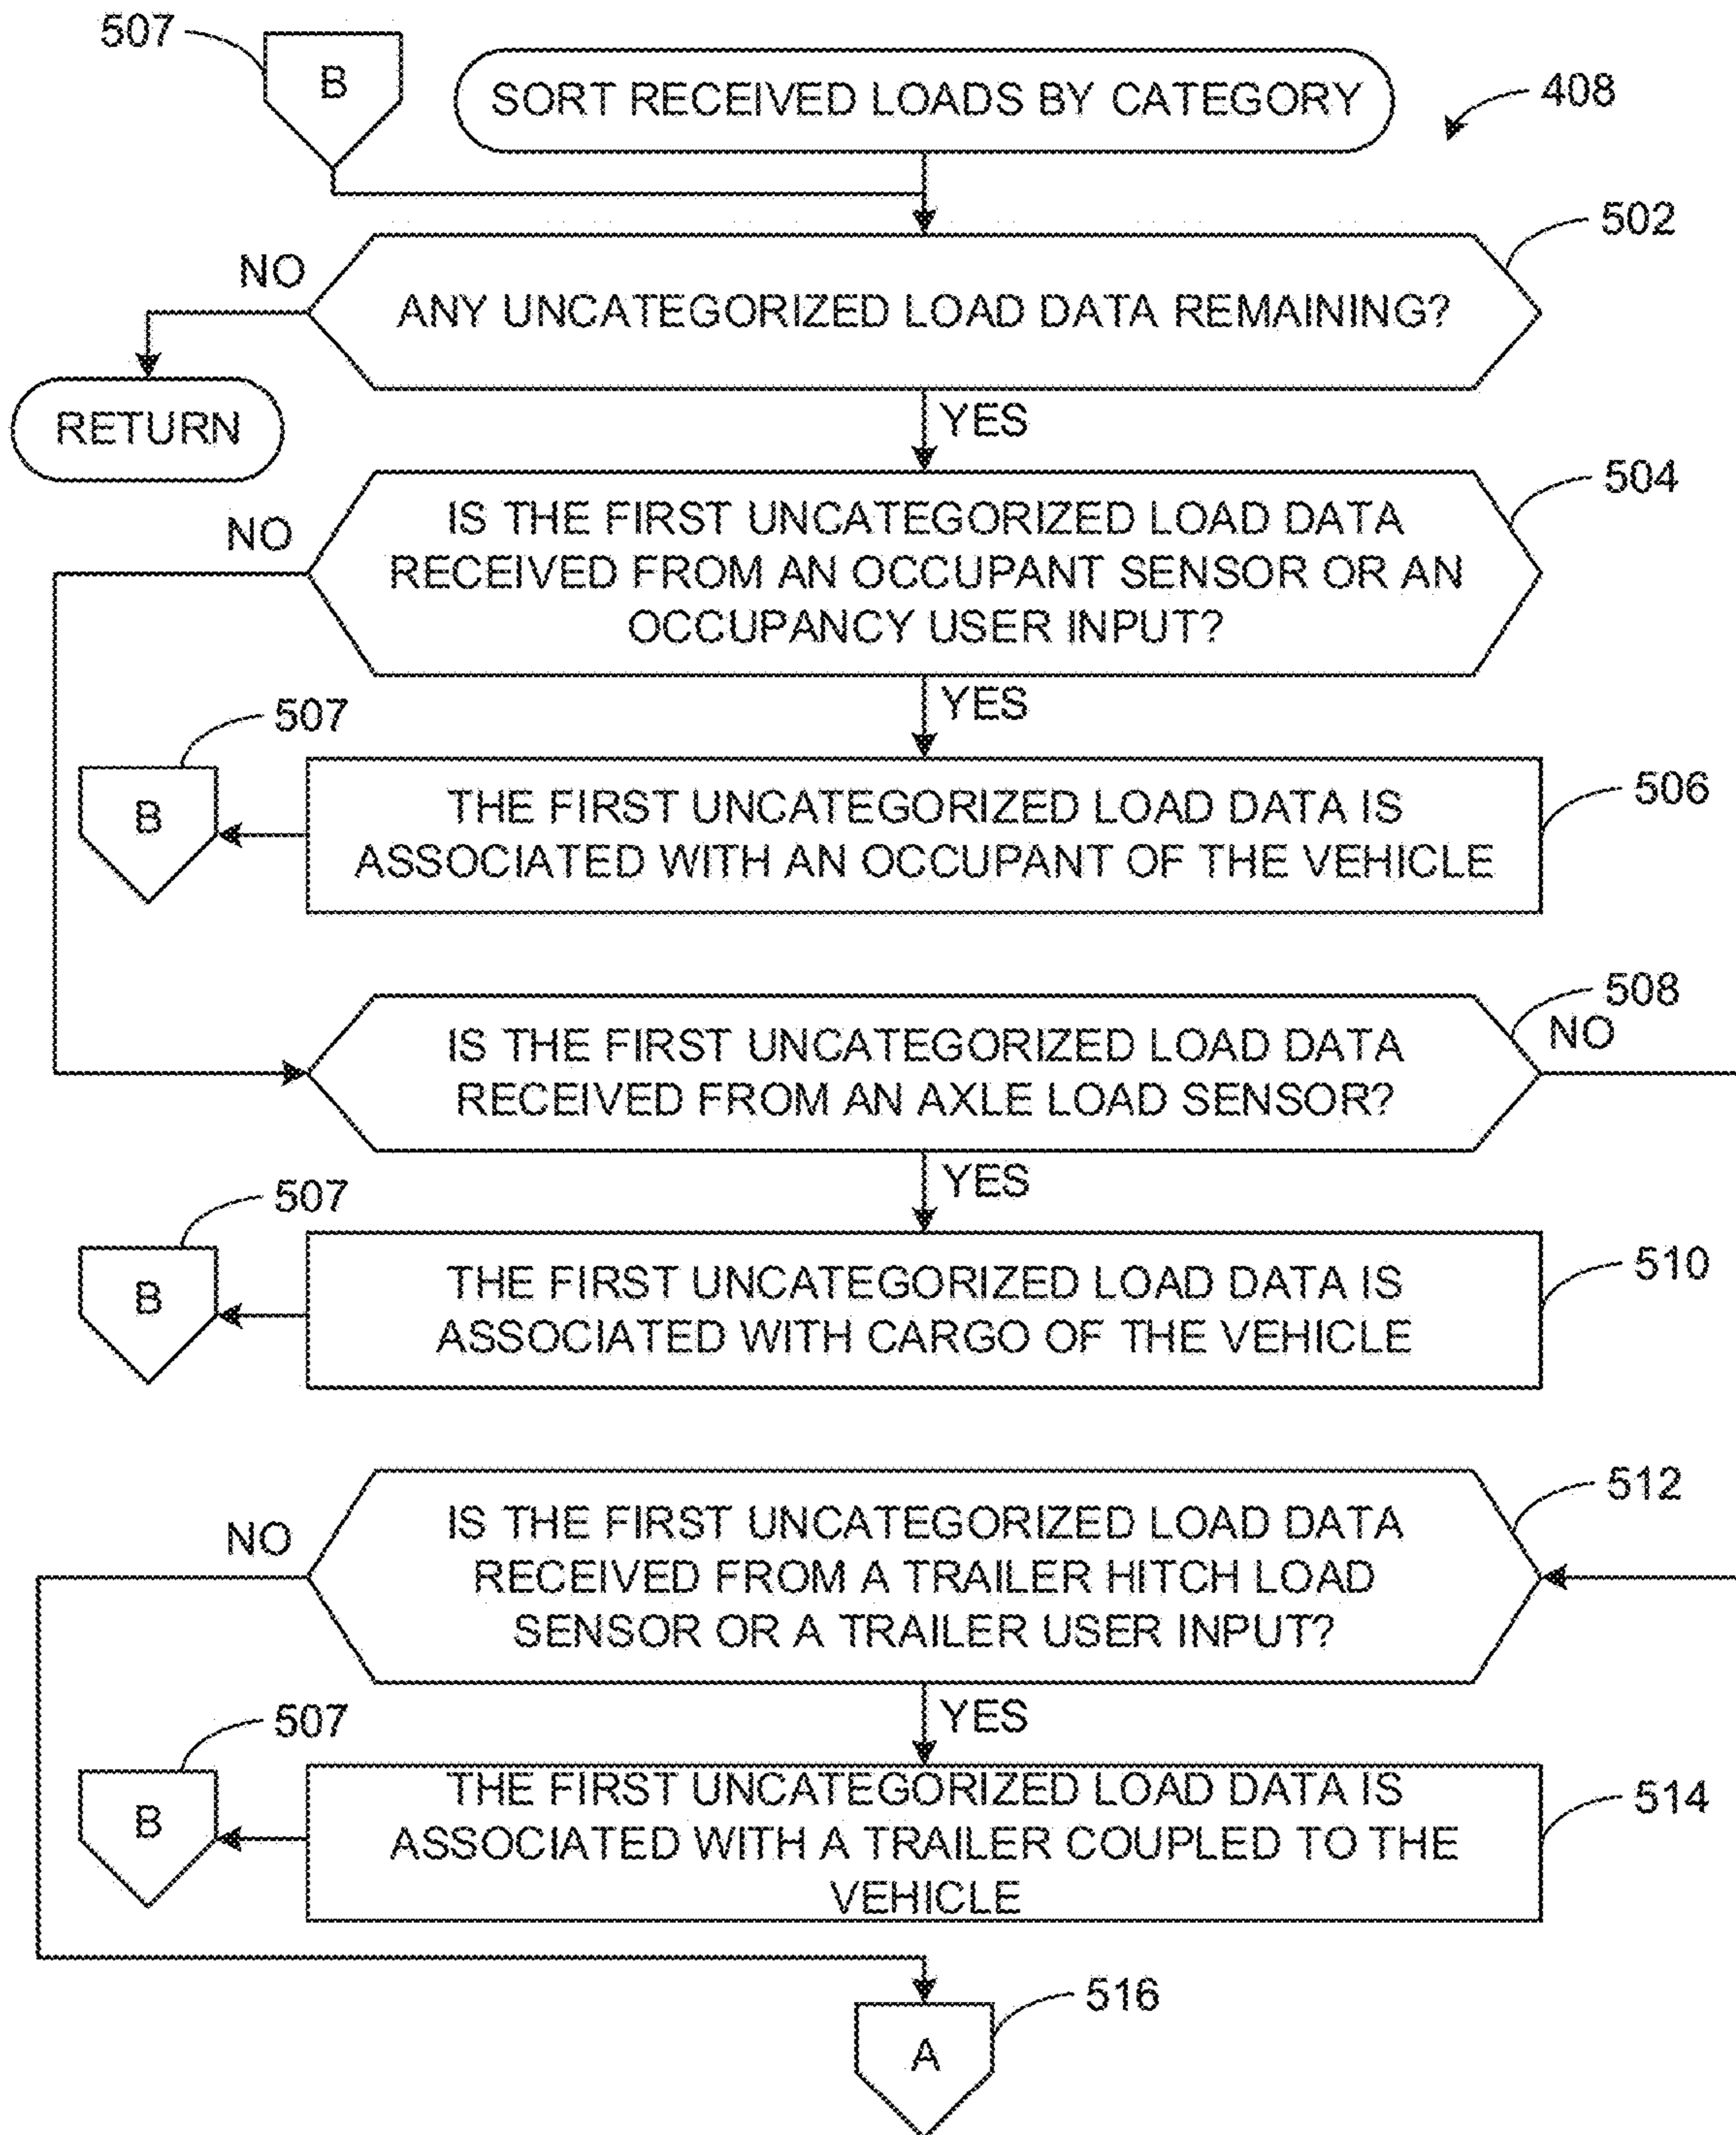 507
B
SORT RECEIVED LOADS BY CATEGORY
408
502
NO
ANY UNCATEGORIZED LOAD DATA REMAINING?
RETURN
YES
504
NO
IS THE FIRST UNCATEGORIZED LOAD DATA
RECEIVED FROM AN OCCUPANT SENSOR OR AN
OCCUPANCY USER INPUT?
YES
507
B
THE FIRST UNCATEGORIZED LOAD DATA IS
ASSOCIATED WITH AN OCCUPANT OF THE VEHICLE
506
508
NO
IS THE FIRST UNCATEGORIZED LOAD DATA
RECEIVED FROM AN AXLE LOAD SENSOR?
YES
507
B
THE FIRST UNCATEGORIZED LOAD DATA IS
ASSOCIATED WITH CARGO OF THE VEHICLE
510
512
NO
IS THE FIRST UNCATEGORIZED LOAD DATA
RECEIVED FROM A TRAILER HITCH LOAD
SENSOR OR A TRAILER USER INPUT?
YES
507
B
THE FIRST UNCATEGORIZED LOAD DATA IS
ASSOCIATED WITH A TRAILER COUPLED TO THE
VEHICLE
514
516
A